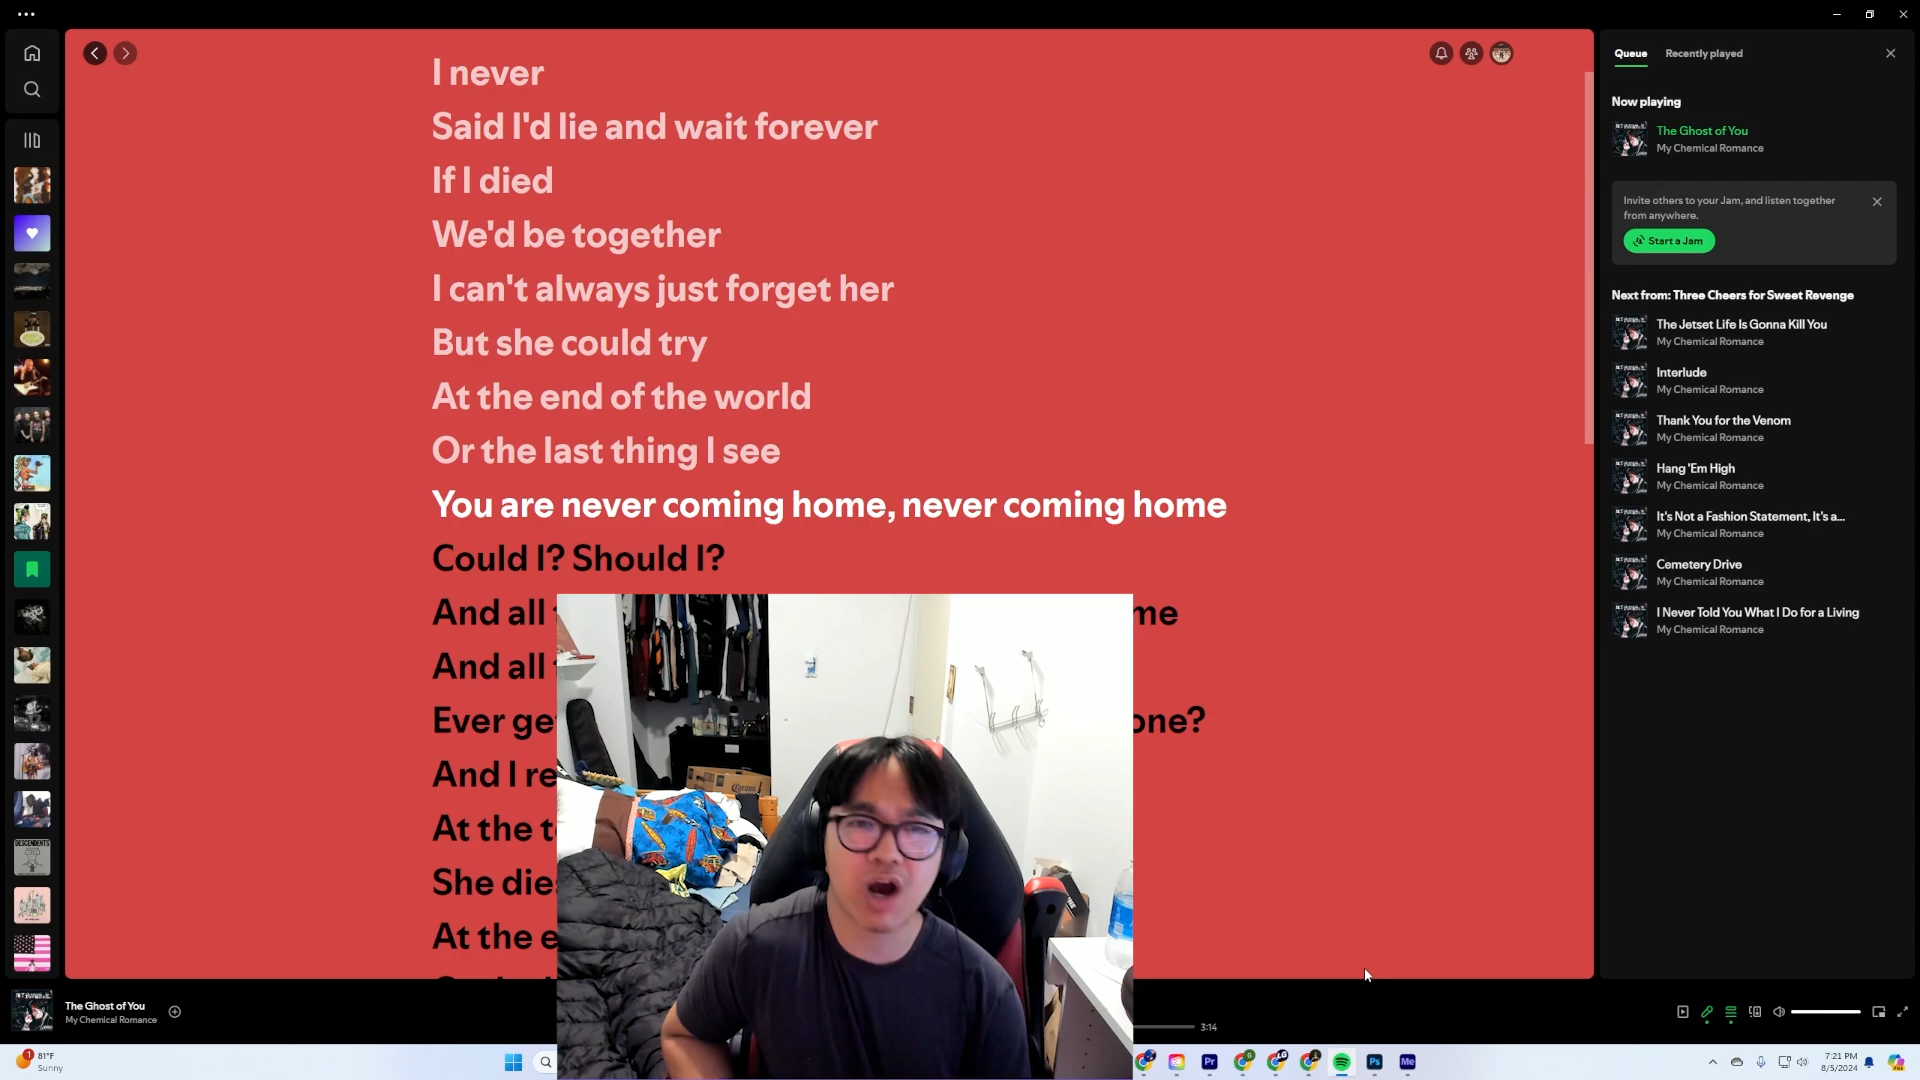 I never
Said I'd lie and wait forever
If I died
We'd be together
I can't always just forget her
But she could try
At the end of the world
Or the last thing I see
You are never coming home, never coming home
Could I? Should I?
And all
me
And all
Ever ge
one?
And I re
At the t
She die
At the e
Queue
Recently played
Now playing
The Ghost of You
My Chemical Romance
Invite others to your Jam, and listen together
from anywhere.
Start a Jam
Next from: Three Cheers for Sweet Revenge
The Jetset Life Is Gonna Kill You
My Chemical Romance
Interlude
My Chemical Romance
Thank You for the Venom
My Chemical Romance
Hang 'Em High
My Chemical Romance
It's Not a Fashion Statement, It's a...
My Chemical Romance
Cemetery Drive
My Chemical Romance
I Never Told You What I Do for a Living
My Chemical Romance
DESCENDENTS
The Ghost of You
My Chemical Romance
3:14
1
81°F
Sunny
Pr
Ps
Me
7:21 PM
8/5/2024